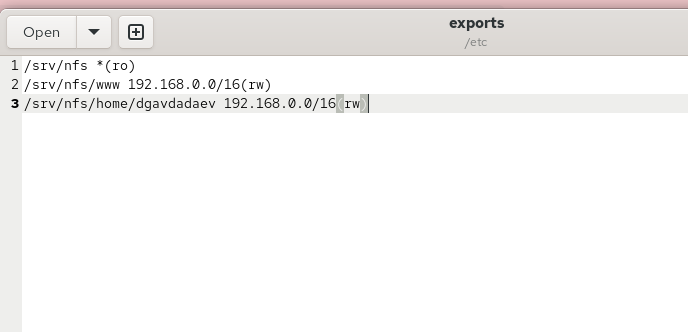 Open
exports
/etc
1 /srv/nfs *(ro)
2 /srv/nfs/www 192.168.0.0/16(rw)
3 /srv/nfs/home/dgavdadaev 192.168.0.0/16(rw)